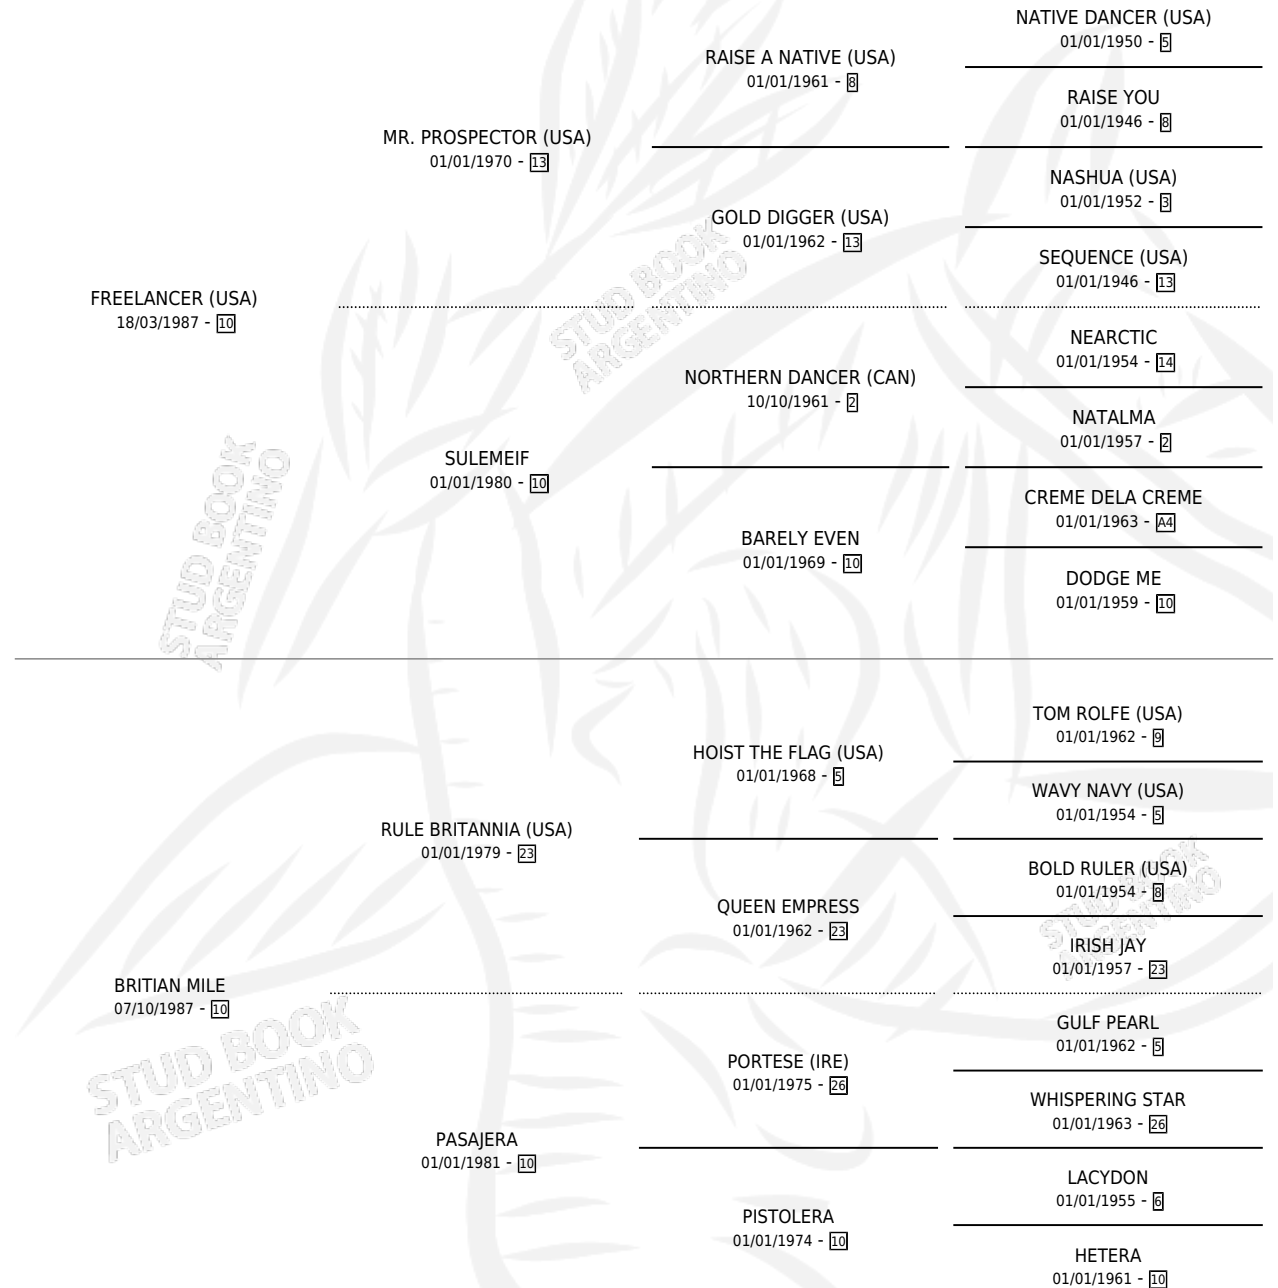 NATIVE DANCER (USA)
01/01/1950 - 5
RAISE A NATIVE (USA)
01/01/1961 - 8
RAISE YOU
01/01/1946 - 8
MR. PROSPECTOR (USA)
01/01/1970 - 13
NASHUA (USA)
01/01/1952 - 3
GOLD DIGGER (USA)
01/01/1962 - 13
SEQUENCE (USA)
01/01/1946 - 13
STUD BOOK
ARGENTINO
FREELANCER (USA)
18/03/1987 - 10
NEARCTIC
01/01/1954 - 14
NORTHERN DANCER (CAN)
10/10/1961 - 2
NATALMA
01/01/1957 - 2
SULEMEIF
01/01/1980 - 10
CREME DELA CREME
01/01/1963 - A4
BARELY EVEN
01/01/1969 - 10
DODGE ME
01/01/1959 - 10
STUD BOOK
ARGENTINO
TOM ROLFE (USA)
01/01/1962 - 9
HOIST THE FLAG (USA)
01/01/1968 - 5
WAVY NAVY (USA)
01/01/1954 - 5
RULE BRITANNIA (USA)
01/01/1979 - 23
BOLD RULER (USA)
01/01/1954 - 8
QUEEN EMPRESS
01/01/1962 - 23
IRISH JAY
01/01/1957 - 23
STUD BOOK
ARGENTINO
BRITIAN MILE
07/10/1987 - 10
GULF PEARL
01/01/1962 - 5
PORTESE (IRE)
01/01/1975 - 26
WHISPERING STAR
01/01/1963 - 26
STUD BOOK
ARGENTINO
PASAJERA
01/01/1981 - 10
LACYDON
01/01/1955 - 6
PISTOLERA
01/01/1974 - 10
HETERA
01/01/1961 - 10